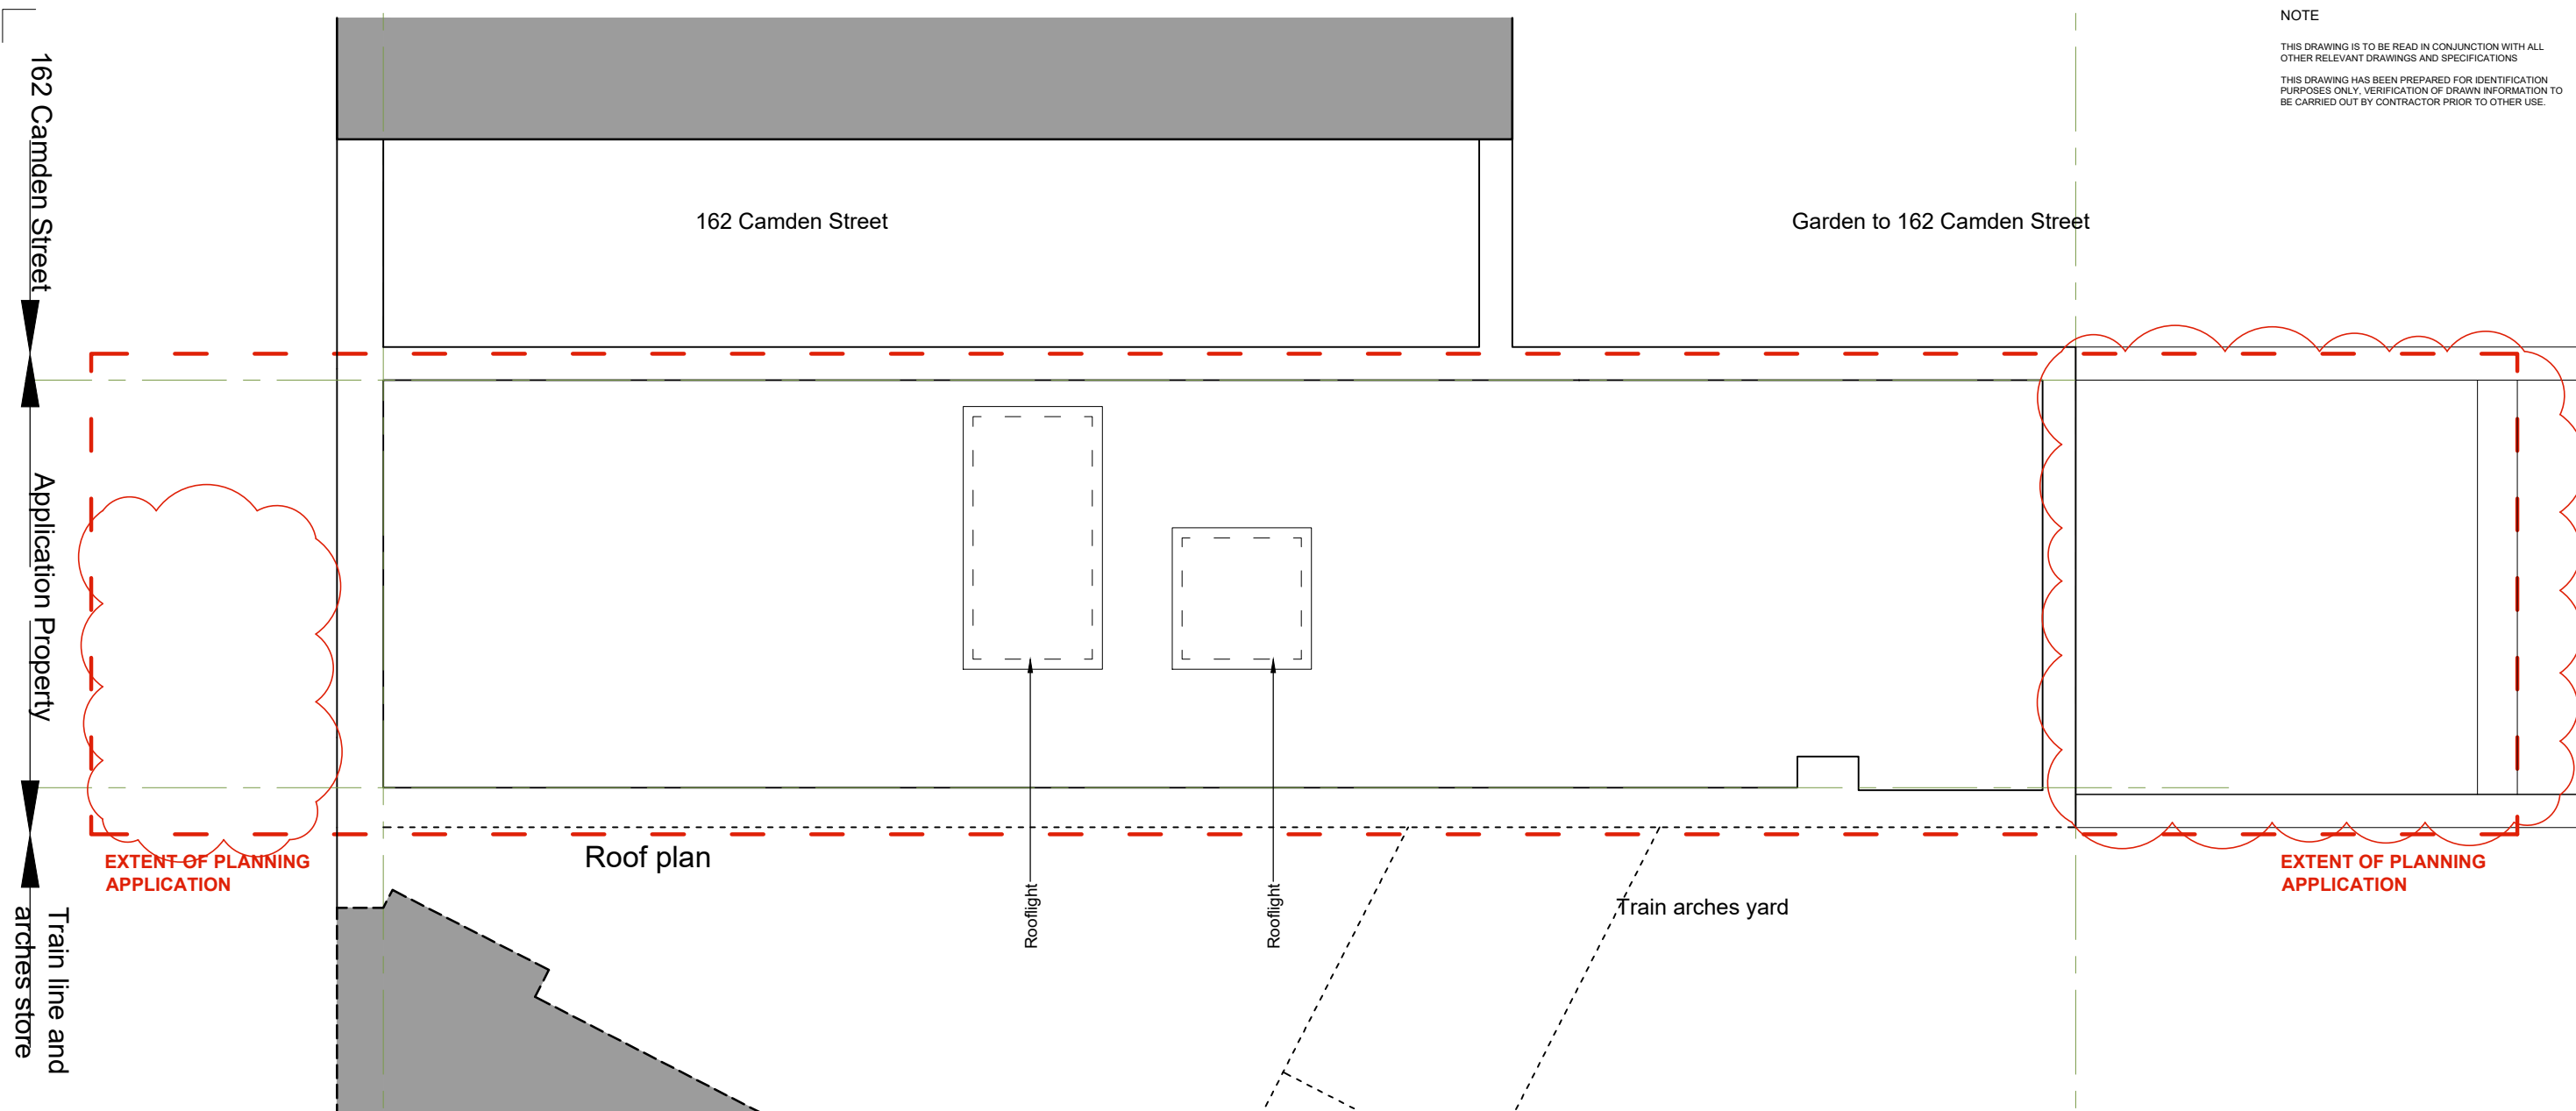 NOTE
THIS DRAWING IS TO BE READ IN CONJUNCTION WITH ALL
OTHER RELEVANT DRAWINGS AND SPECIFICATIONS
THIS DRAWING HAS BEEN PREPARED FOR IDENTIFICATION
PURPOSES ONLY, VERIFICATION OF DRAWN INFORMATION TO
BE CARRIED OUT BY CONTRACTOR PRIOR TO OTHER USE.
162 Camden Street
162 Camden Street
Garden to 162 Camden Street
Application Property
EXTENT OF PLANNING
APPLICATION
Roof plan
Rooflight
Rooflight
Train arches yard
EXTENT OF PLANNING
APPLICATION
Train line and
arches store